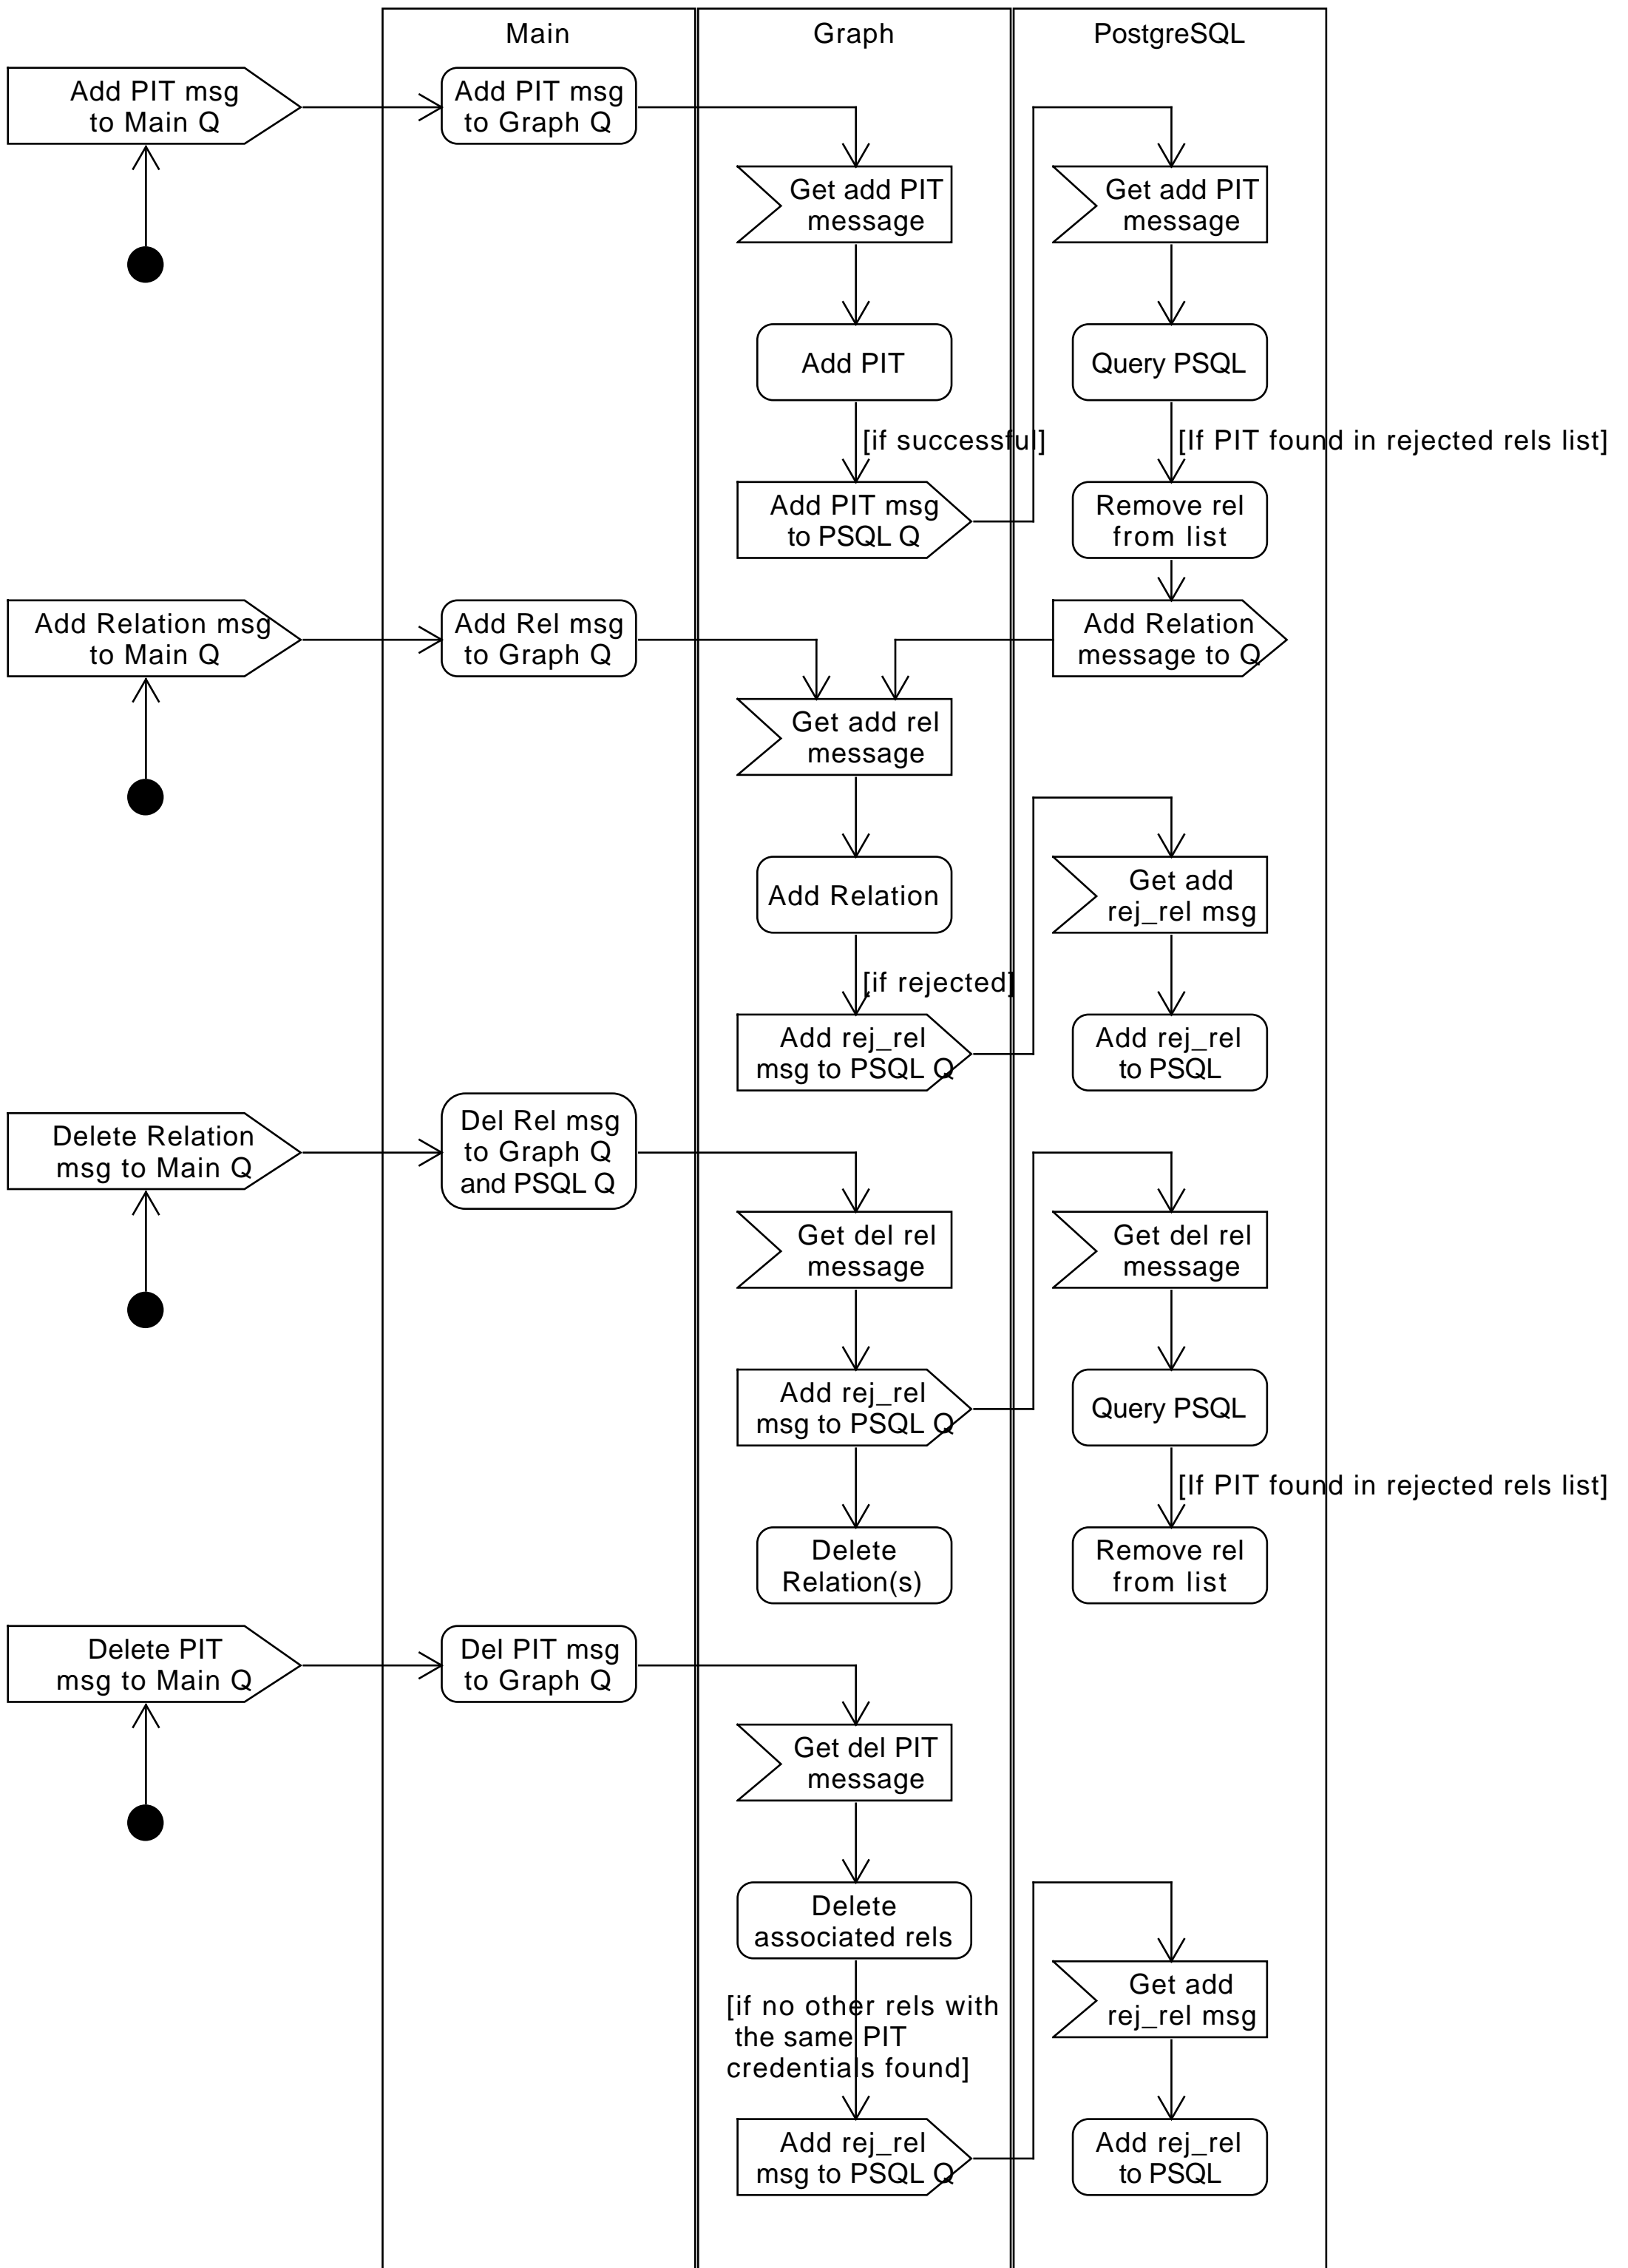 Main
Graph
PostgreSQL
Add PIT msg
to Main Q
Add PIT msg
to Graph Q
Get add PIT
message
Get add PIT
message
Add PIT
Query PSQL
[if successful]
[If PIT found in rejected rels list]
Add PIT msg
to PSQL Q
Remove rel
from list
Add Relation msg
to Main Q
Add Rel msg
to Graph Q
Add Relation
message to Q
Get add rel
message
Add Relation
Get add
rej_rel msg
[if rejected]
Add rej_rel
msg to PSQL Q
Add rej_rel
to PSQL
Delete Relation
msg to Main Q
Del Rel msg
to Graph Q
and PSQL Q
Get del rel
message
Get del rel
message
Add rej_rel
msg to PSQL Q
Query PSQL
[If PIT found in rejected rels list]
Delete
Relation(s)
Remove rel
from list
Delete PIT
msg to Main Q
Del PIT msg
to Graph Q
Get del PIT
message
Delete
associated rels
Get add
rej_rel msg
[if no other rels with
the same PIT
credentials found]
Add rej_rel
msg to PSQL Q
Add rej_rel
to PSQL